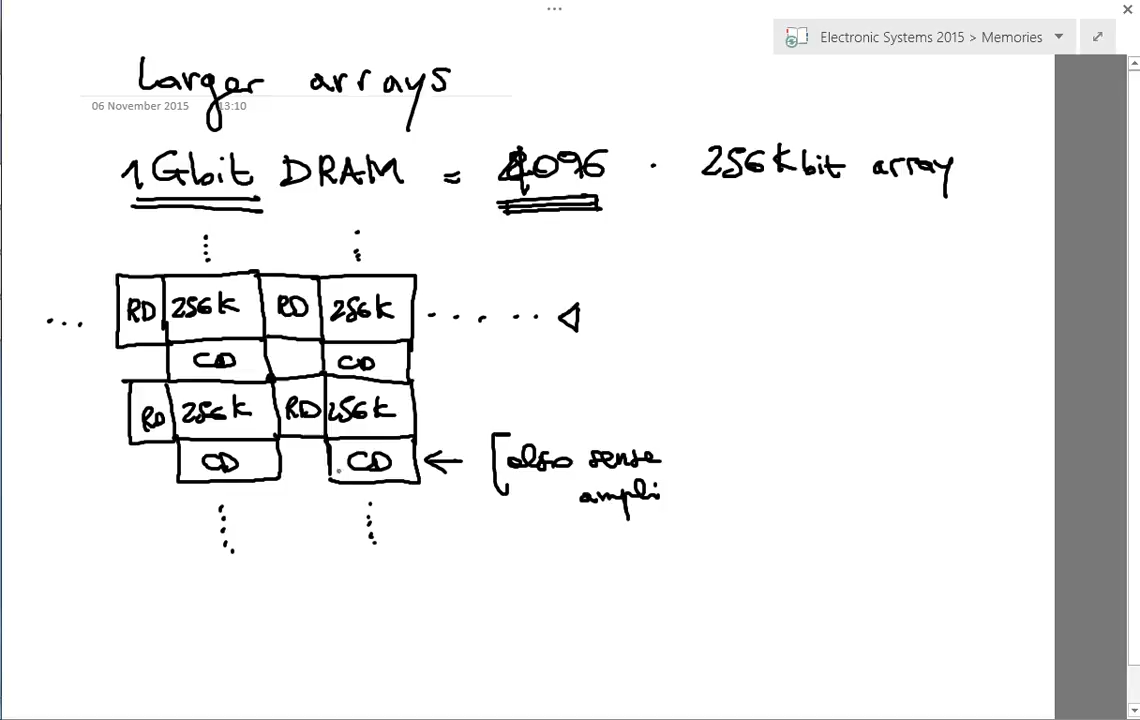 Electronic Systems 2015 > Memories
Larger arrays
06 November 2015 13:10
1Gbit DRAM = 4096 · 256Kbit array
RD 256K RD 256K
CD CD
RD 256K RD 256K
CD CD ← [also sense
ampli